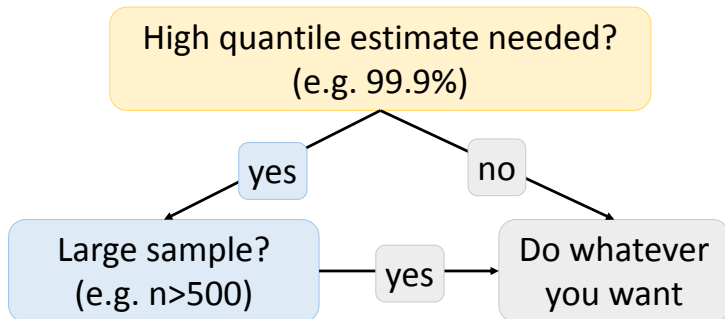 High quantile estimate needed?
(e.g. 99.9%)
yes
no
Large sample?
(e.g. n>500)
yes
Do whatever
you want